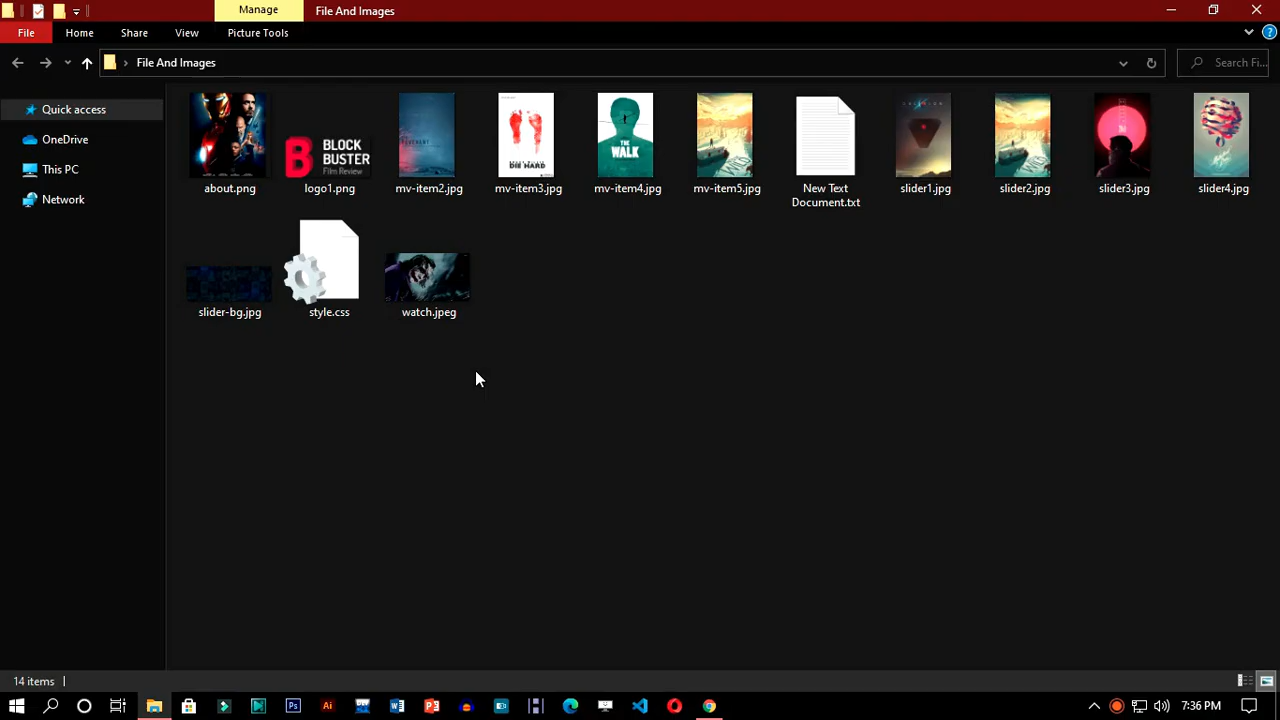 Manage
File And Images
File
Home
Share
View
Picture Tools
File And Images
Search Fi...
Quick access
OneDrive
This PC
Network
BLOCK
BUSTER
Film Review
DIE HARD
THE
WALK
OBLIVION
about.png
logo1.png
mv-item2.jpg
mv-item3.jpg
mv-item4.jpg
mv-item5.jpg
New Text
Document.txt
slider1.jpg
slider2.jpg
slider3.jpg
slider4.jpg
slider-bg.jpg
style.css
watch.jpeg
14 items
Ps
Ai
7:36 PM